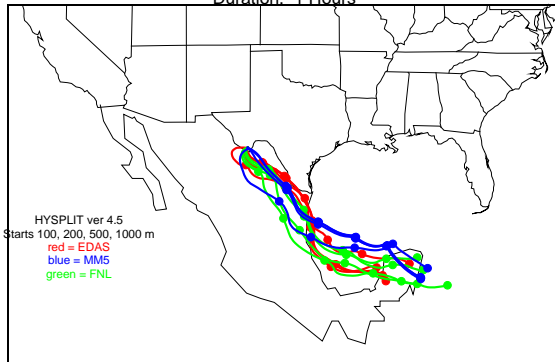 HYSPLIT ver 4.5
Starts 100, 200, 500, 1000 m
red = EDAS
blue = MM5
green = FNL